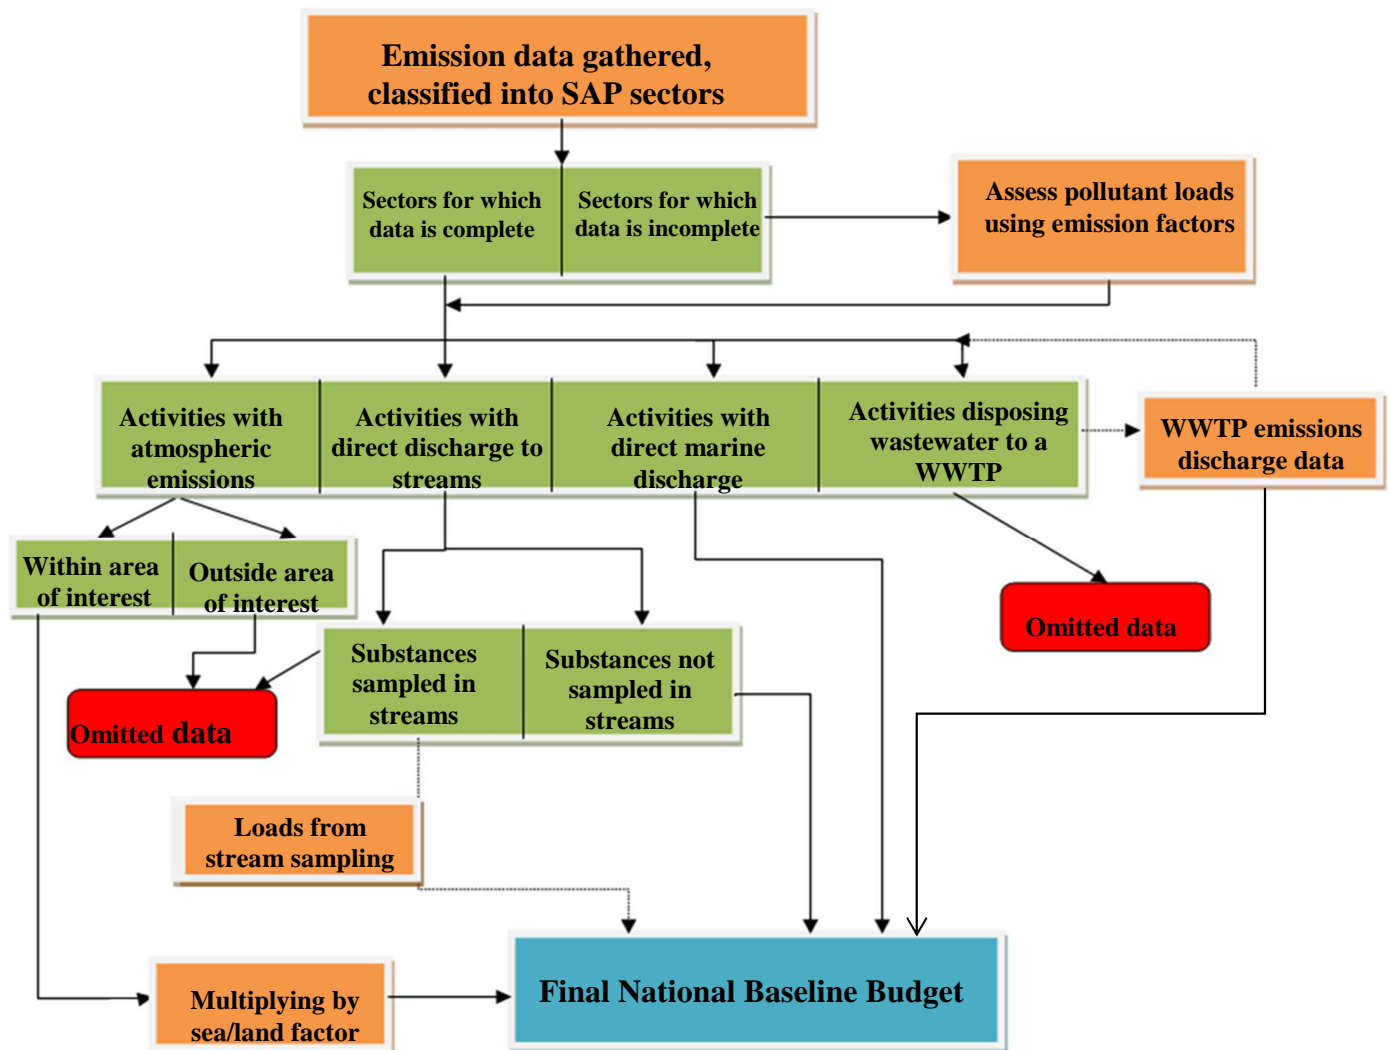 Emission data gathered,
classified into SAP sectors
Sectors for which
data is complete
Sectors for which
data is incomplete
Assess pollutant loads
using emission factors
Activities with
atmospheric
emissions
Activities with
direct discharge to
streams
Activities with
direct marine
discharge
Activities disposing
wastewater to a
WWTP
WWTP emissions
discharge data
Within area
of interest
Outside area
of interest
Omitted data
Substances
sampled in
streams
Substances not
sampled in
streams
Omitted data
Loads from
stream sampling
Multiplying by
sea/land factor
Final National Baseline Budget